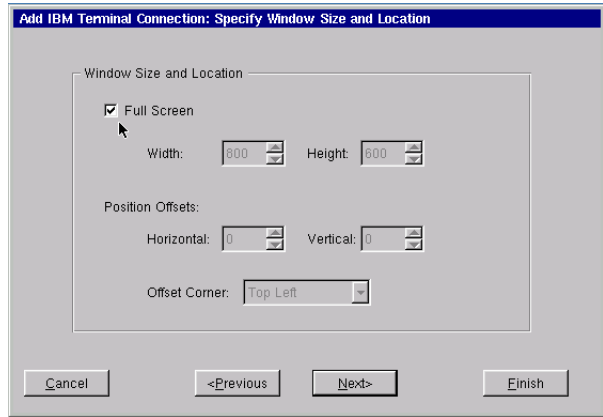 Add IBM Terminal Connection: Specify Window Size and Location
Window Size and Location
Full Screen
Width: 800 Height: 600
Position Offsets:
Horizontal: 0 Vertical: 0
Offset Corner: Top Left
Cancel <Previous Next> Finish